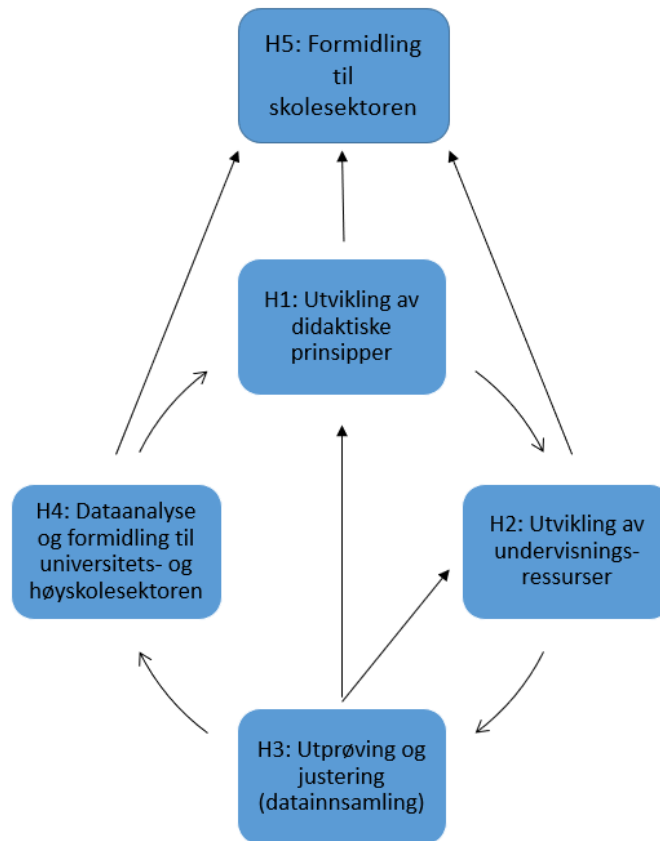 H5: Formidling
til
skolesektoren
H1: Utvikling av
didaktiske
prinsipper
H4: Dataanalyse
og formidling til
universitets- og
høyskolesektoren
H2: Utvikling av
undervisnings-
ressurser
H3: Utprøving og
justering
(datainnsamling)